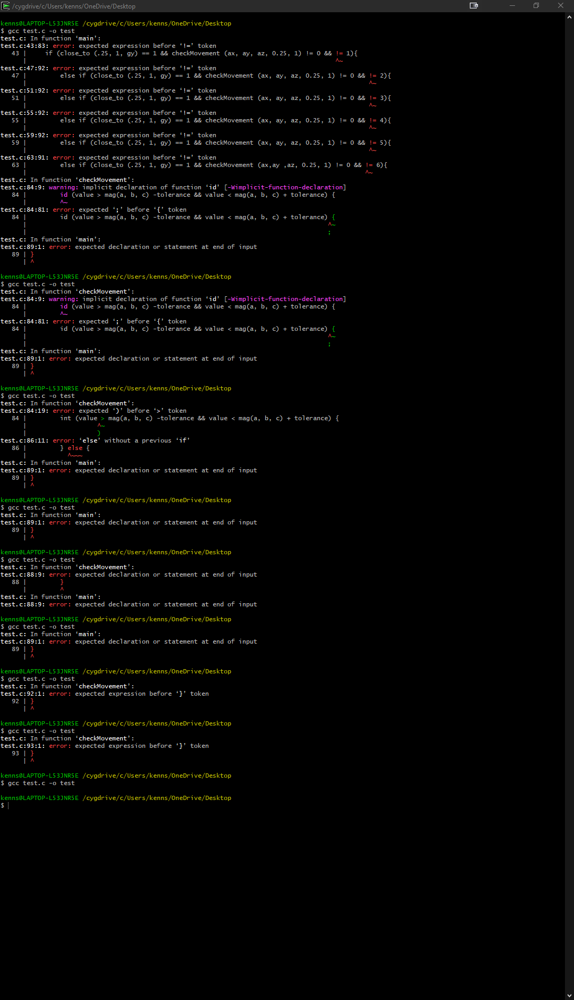 /cygdrive/c/Users/kenns/OneDrive/Desktop
kenns@LAPTOP-L53JNR5E /cygdrive/c/Users/kenns/OneDrive/Desktop
$ gcc test.c -o test
test.c: In function ‘main’:
test.c:43:83: error: expected expression before ‘!=’ token
   43 |     if (close_to (.25, 1, gy) == 1 && checkMovement (ax, ay, az, 0.25, 1) != 0 && != 1){
      |                                                                                   ^~
test.c:47:92: error: expected expression before ‘!=’ token
   47 |         else if (close_to (.25, 1, gy) == 1 && checkMovement (ax, ay, az, 0.25, 1) != 0 && != 2){
      |                                                                                            ^~
test.c:51:92: error: expected expression before ‘!=’ token
   51 |         else if (close_to (.25, 1, gy) == 1 && checkMovement (ax, ay, az, 0.25, 1) != 0 && != 3){
      |                                                                                            ^~
test.c:55:92: error: expected expression before ‘!=’ token
   55 |         else if (close_to (.25, 1, gy) == 1 && checkMovement (ax, ay, az, 0.25, 1) != 0 && != 4){
      |                                                                                            ^~
test.c:59:92: error: expected expression before ‘!=’ token
   59 |         else if (close_to (.25, 1, gy) == 1 && checkMovement (ax, ay, az, 0.25, 1) != 0 && != 5){
      |                                                                                            ^~
test.c:63:91: error: expected expression before ‘!=’ token
   63 |         else if (close_to (.25, 1, gy) == 1 && checkMovement (ax,ay ,az, 0.25, 1) != 0 && != 6){
      |                                                                                           ^~
test.c: In function ‘checkMovement’:
test.c:84:9: warning: implicit declaration of function ‘id’ [-Wimplicit-function-declaration]
   84 |         id (value > mag(a, b, c) -tolerance && value < mag(a, b, c) + tolerance) {
      |         ^~
test.c:84:81: error: expected ‘;’ before ‘{’ token
   84 |         id (value > mag(a, b, c) -tolerance && value < mag(a, b, c) + tolerance) {
      |                                                                                 ^~
      |                                                                                 ;
test.c: In function ‘main’:
test.c:89:1: error: expected declaration or statement at end of input
   89 | }
      | ^
kenns@LAPTOP-L53JNR5E /cygdrive/c/Users/kenns/OneDrive/Desktop
$ gcc test.c -o test
test.c: In function ‘checkMovement’:
test.c:84:9: warning: implicit declaration of function ‘id’ [-Wimplicit-function-declaration]
   84 |         id (value > mag(a, b, c) -tolerance && value < mag(a, b, c) + tolerance) {
      |         ^~
test.c:84:81: error: expected ‘;’ before ‘{’ token
   84 |         id (value > mag(a, b, c) -tolerance && value < mag(a, b, c) + tolerance) {
      |                                                                                 ^~
      |                                                                                 ;
test.c: In function ‘main’:
test.c:89:1: error: expected declaration or statement at end of input
   89 | }
      | ^
kenns@LAPTOP-L53JNR5E /cygdrive/c/Users/kenns/OneDrive/Desktop
$ gcc test.c -o test
test.c: In function ‘checkMovement’:
test.c:84:19: error: expected ‘)’ before ‘>’ token
   84 |         int (value > mag(a, b, c) -tolerance && value < mag(a, b, c) + tolerance) {
      |                   ^~
      |                   )
test.c:86:11: error: ‘else’ without a previous ‘if’
   86 |         } else {
      |           ^~~~
test.c: In function ‘main’:
test.c:89:1: error: expected declaration or statement at end of input
   89 | }
      | ^
kenns@LAPTOP-L53JNR5E /cygdrive/c/Users/kenns/OneDrive/Desktop
$ gcc test.c -o test
test.c: In function ‘main’:
test.c:89:1: error: expected declaration or statement at end of input
   89 | }
      | ^
kenns@LAPTOP-L53JNR5E /cygdrive/c/Users/kenns/OneDrive/Desktop
$ gcc test.c -o test
test.c: In function ‘checkMovement’:
test.c:88:9: error: expected declaration or statement at end of input
   88 |         }
      |         ^
test.c: In function ‘main’:
test.c:88:9: error: expected declaration or statement at end of input
kenns@LAPTOP-L53JNR5E /cygdrive/c/Users/kenns/OneDrive/Desktop
$ gcc test.c -o test
test.c: In function ‘main’:
test.c:89:1: error: expected declaration or statement at end of input
   89 | }
      | ^
kenns@LAPTOP-L53JNR5E /cygdrive/c/Users/kenns/OneDrive/Desktop
$ gcc test.c -o test
test.c: In function ‘checkMovement’:
test.c:92:1: error: expected expression before ‘}’ token
   92 | }
      | ^
kenns@LAPTOP-L53JNR5E /cygdrive/c/Users/kenns/OneDrive/Desktop
$ gcc test.c -o test
test.c: In function ‘checkMovement’:
test.c:93:1: error: expected expression before ‘}’ token
   93 | }
      | ^
kenns@LAPTOP-L53JNR5E /cygdrive/c/Users/kenns/OneDrive/Desktop
$ gcc test.c -o test
kenns@LAPTOP-L53JNR5E /cygdrive/c/Users/kenns/OneDrive/Desktop
$